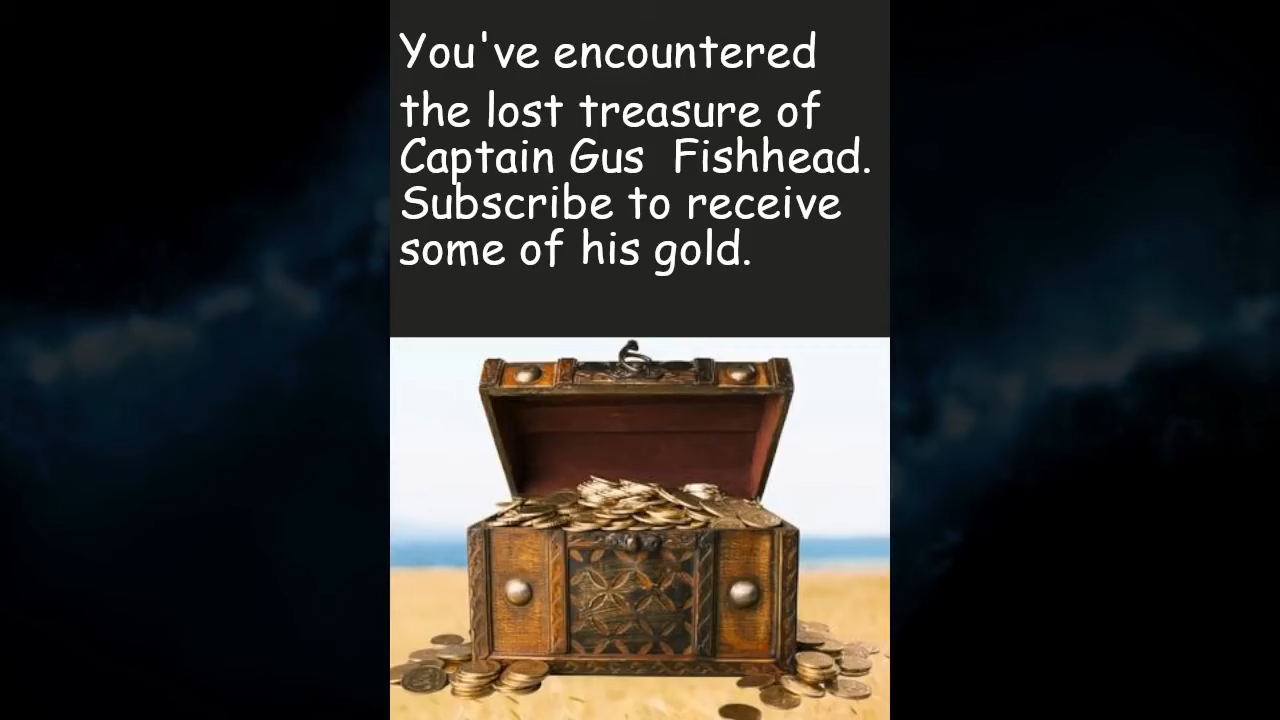 You've encountered
the lost treasure of
Captain Gus  Fishhead.
Subscribe to receive
some of his gold.